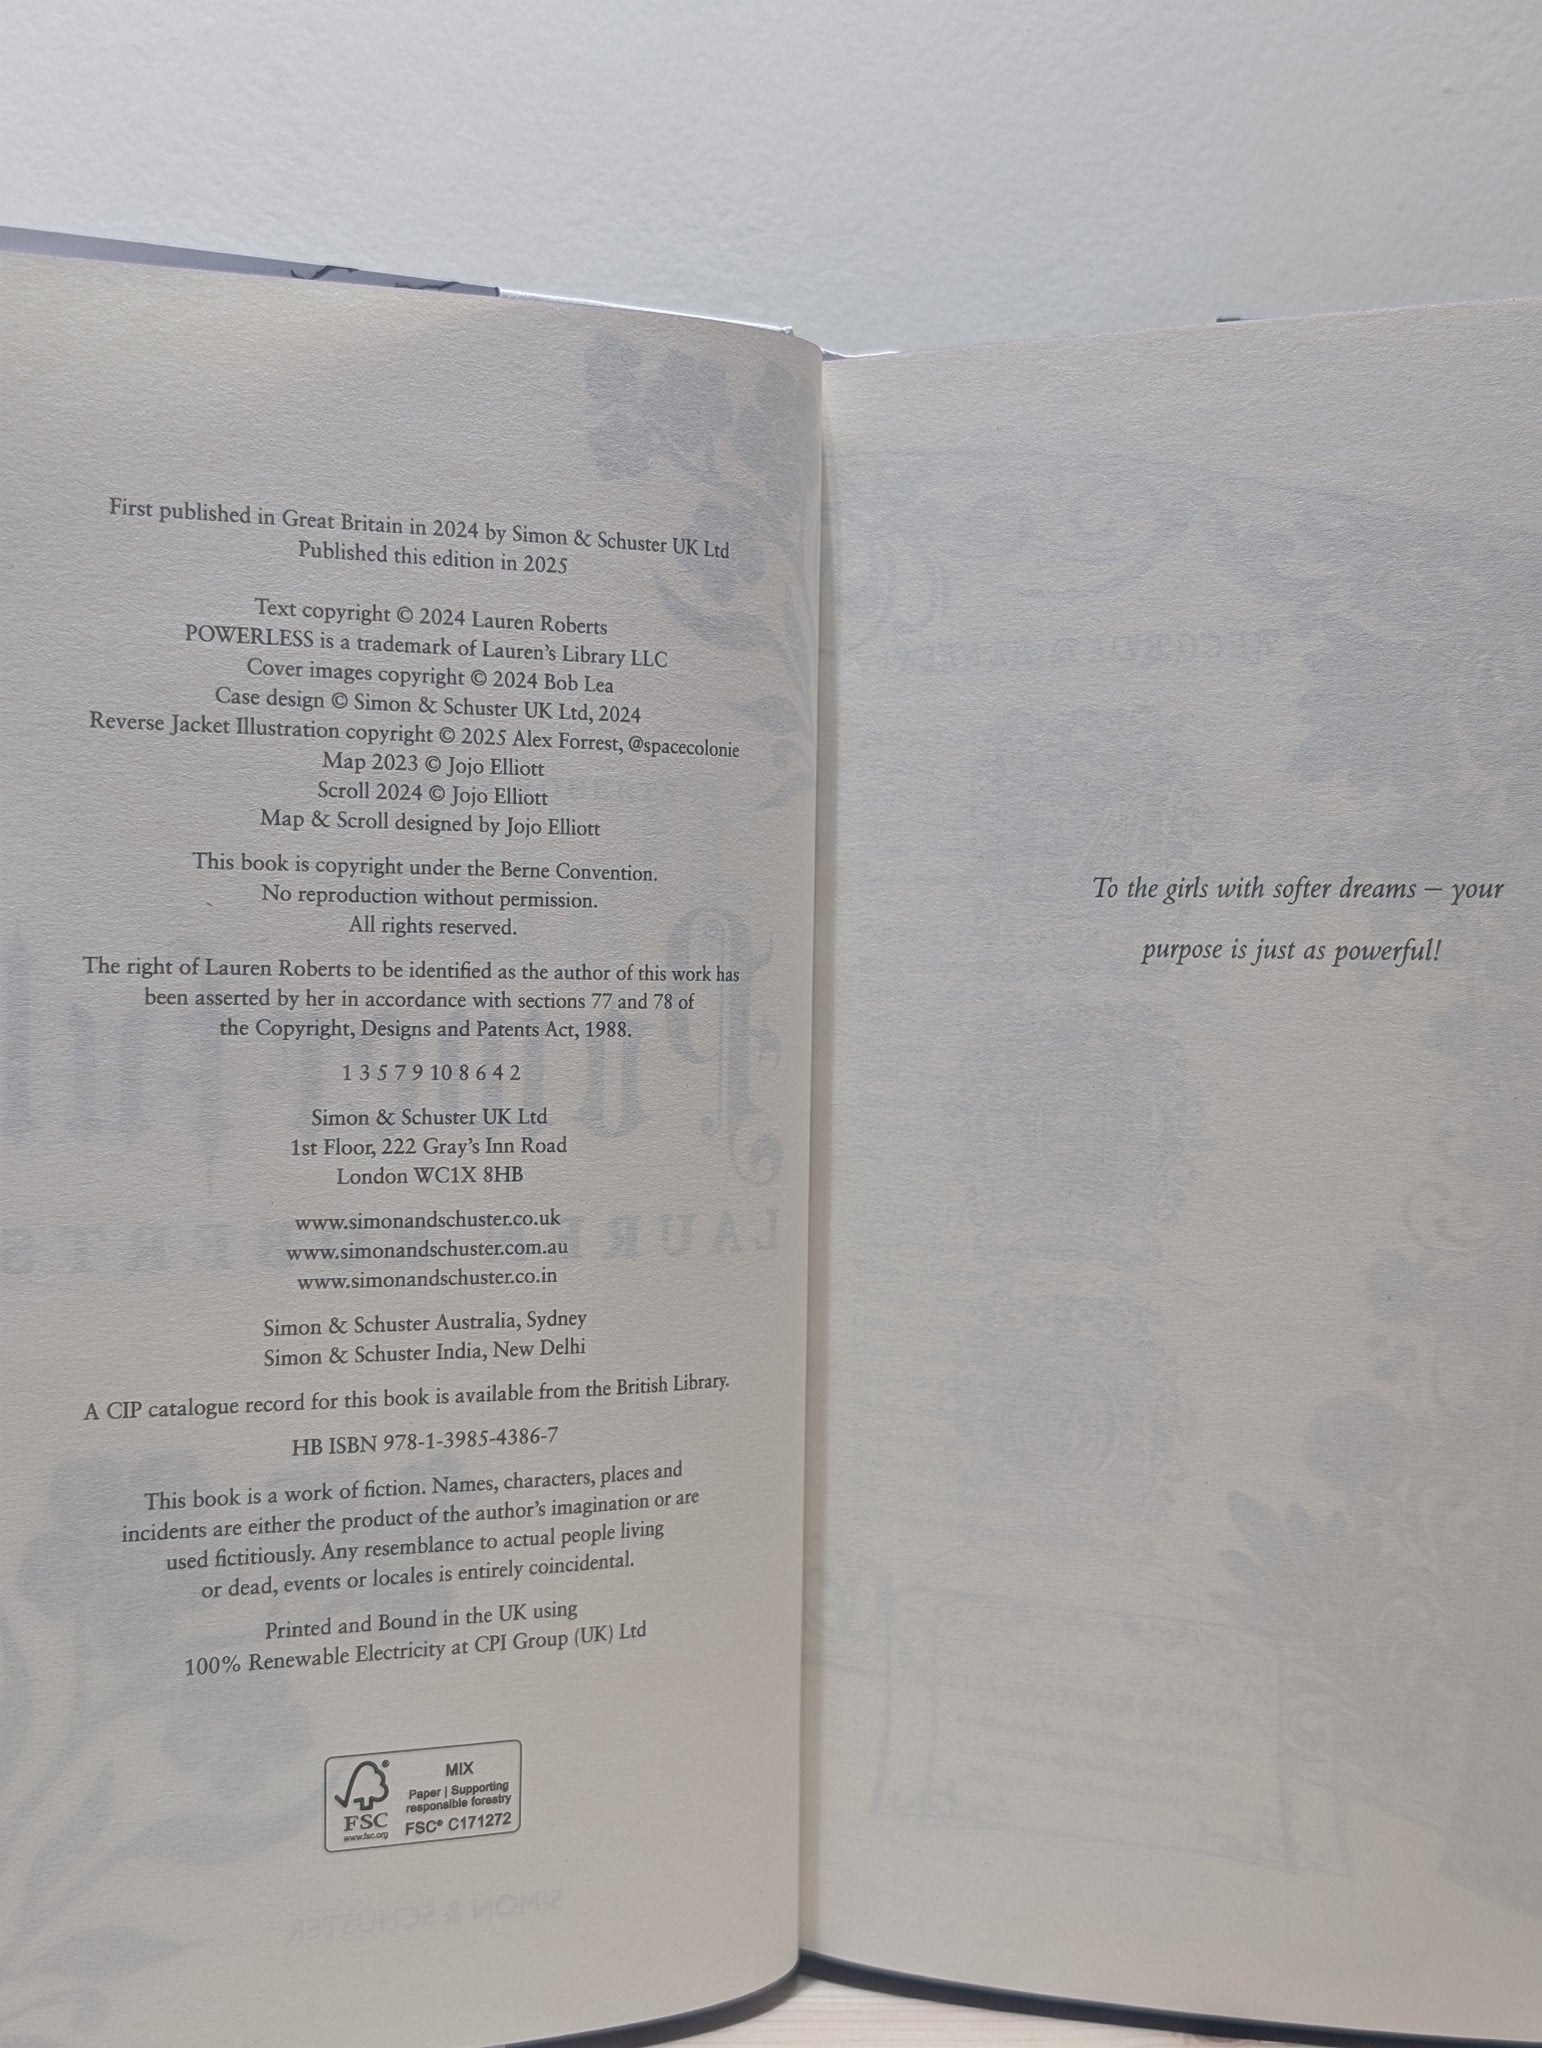 First published in Great Britain in 2024 by Simon & Schuster UK Ltd
Published this edition in 2025
Text copyright © 2024 Lauren Roberts
POWERLESS is a trademark of Lauren's Library LLC
Cover images copyright © 2024 Bob Lea
Case design © Simon & Schuster UK Ltd, 2024
Reverse Jacket Illustration copyright © 2025 Alex Forrest, @spacecolonie
Map 2023 © Jojo Elliott
Scroll 2024 © Jojo Elliott
Map & Scroll designed by Jojo Elliott
This book is copyright under the Berne Convention.
No reproduction without permission.
All rights reserved.
The right of Lauren Roberts to be identified as the author of this work has
been asserted by her in accordance with sections 77 and 78 of
the Copyright, Designs and Patents Act, 1988.
1 3 5 7 9 10 8 6 4 2
Simon & Schuster UK Ltd
1st Floor, 222 Gray's Inn Road
London WC1X 8HB
www.simonandschuster.co.uk
www.simonandschuster.com.au
www.simonandschuster.co.in
Simon & Schuster Australia, Sydney
Simon & Schuster India, New Delhi
A CIP catalogue record for this book is available from the British Library.
HB ISBN 978-1-3985-4386-7
This book is a work of fiction. Names, characters, places and
incidents are either the product of the author's imagination or are
used fictitiously. Any resemblance to actual people living
or dead, events or locales is entirely coincidental.
Printed and Bound in the UK using
100% Renewable Electricity at CPI Group (UK) Ltd
FSC
www.fsc.org
MIX
Paper | Supporting
responsible forestry
FSC® C171272
SIMON & SCHUSTER
To the girls with softer dreams – your
purpose is just as powerful!